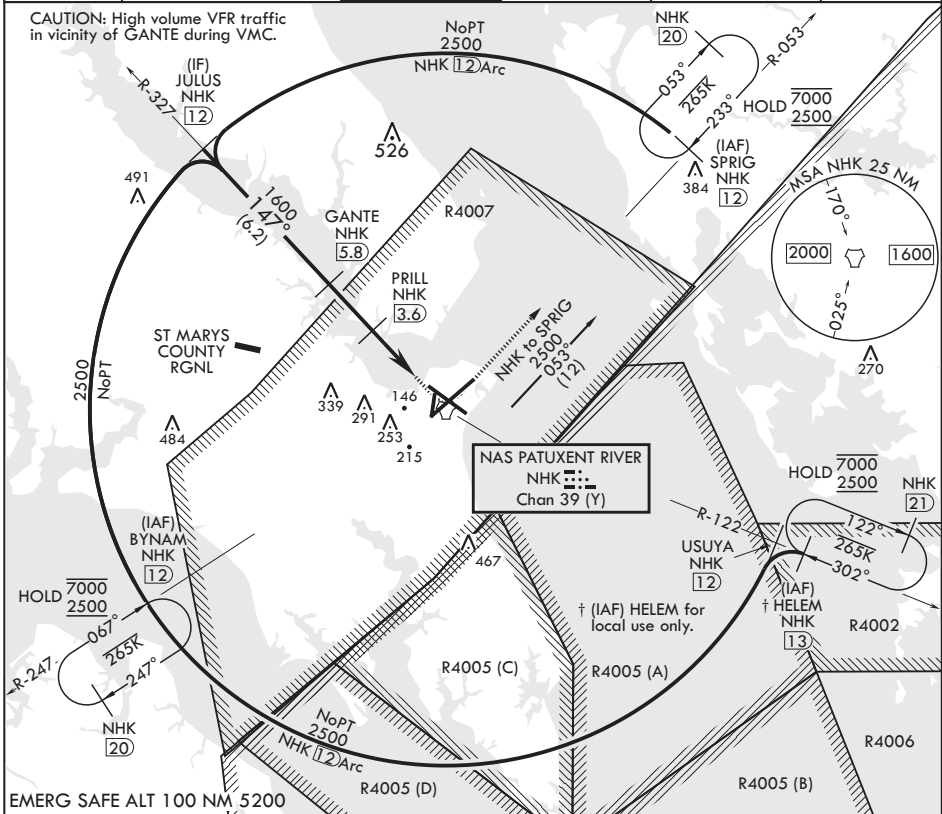 CAUTION: High volume VFR traffic
in vicinity of GANTE during VMC.
NoPT
2500
NHK 12 Arc
NHK
20
R-053
053°
265K
233°
HOLD 7000
2500
(IAF)
SPRIG
NHK
12
384
(IF)
JULUS
NHK
12
R-327
526
491
1600
147°
(6.2)
GANTE
NHK
5.8
R4007
MSA NHK 25 NM
170°
2000
1600
025°
270
PRILL
NHK
3.6
ST MARYS
COUNTY
RGNL
NHK to SPRIG
2500
053°
(12)
2500
NoPT
339
291
146
253
215
484
NAS PATUXENT RIVER
NHK
Chan 39 (Y)
467
HOLD 7000
2500
NHK
21
R-122
122°
265K
302°
USUYA
NHK
12
(IAF)
† HELEM
NHK
13
† (IAF) HELEM for
local use only.
(IAF)
BYNAM
NHK
12
HOLD 7000
2500
067°
265K
247°
R-247
NHK
20
R4002
R4005 (C)
R4005 (A)
NoPT
2500
NHK 12 Arc
R4006
R4005 (D)
R4005 (B)
EMERG SAFE ALT 100 NM 5200